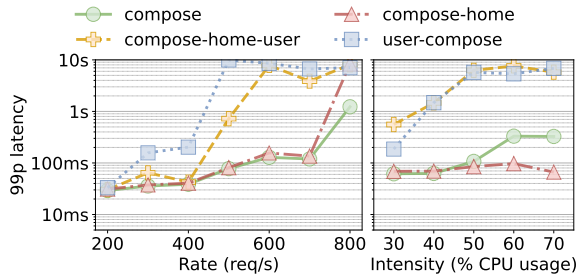 compose
compose-home
compose-home-user
user-compose
10s
1s
100ms
10ms
99p latency
200 400 600 800
30 40 50 60 70
Rate (req/s)
Intensity (% CPU usage)